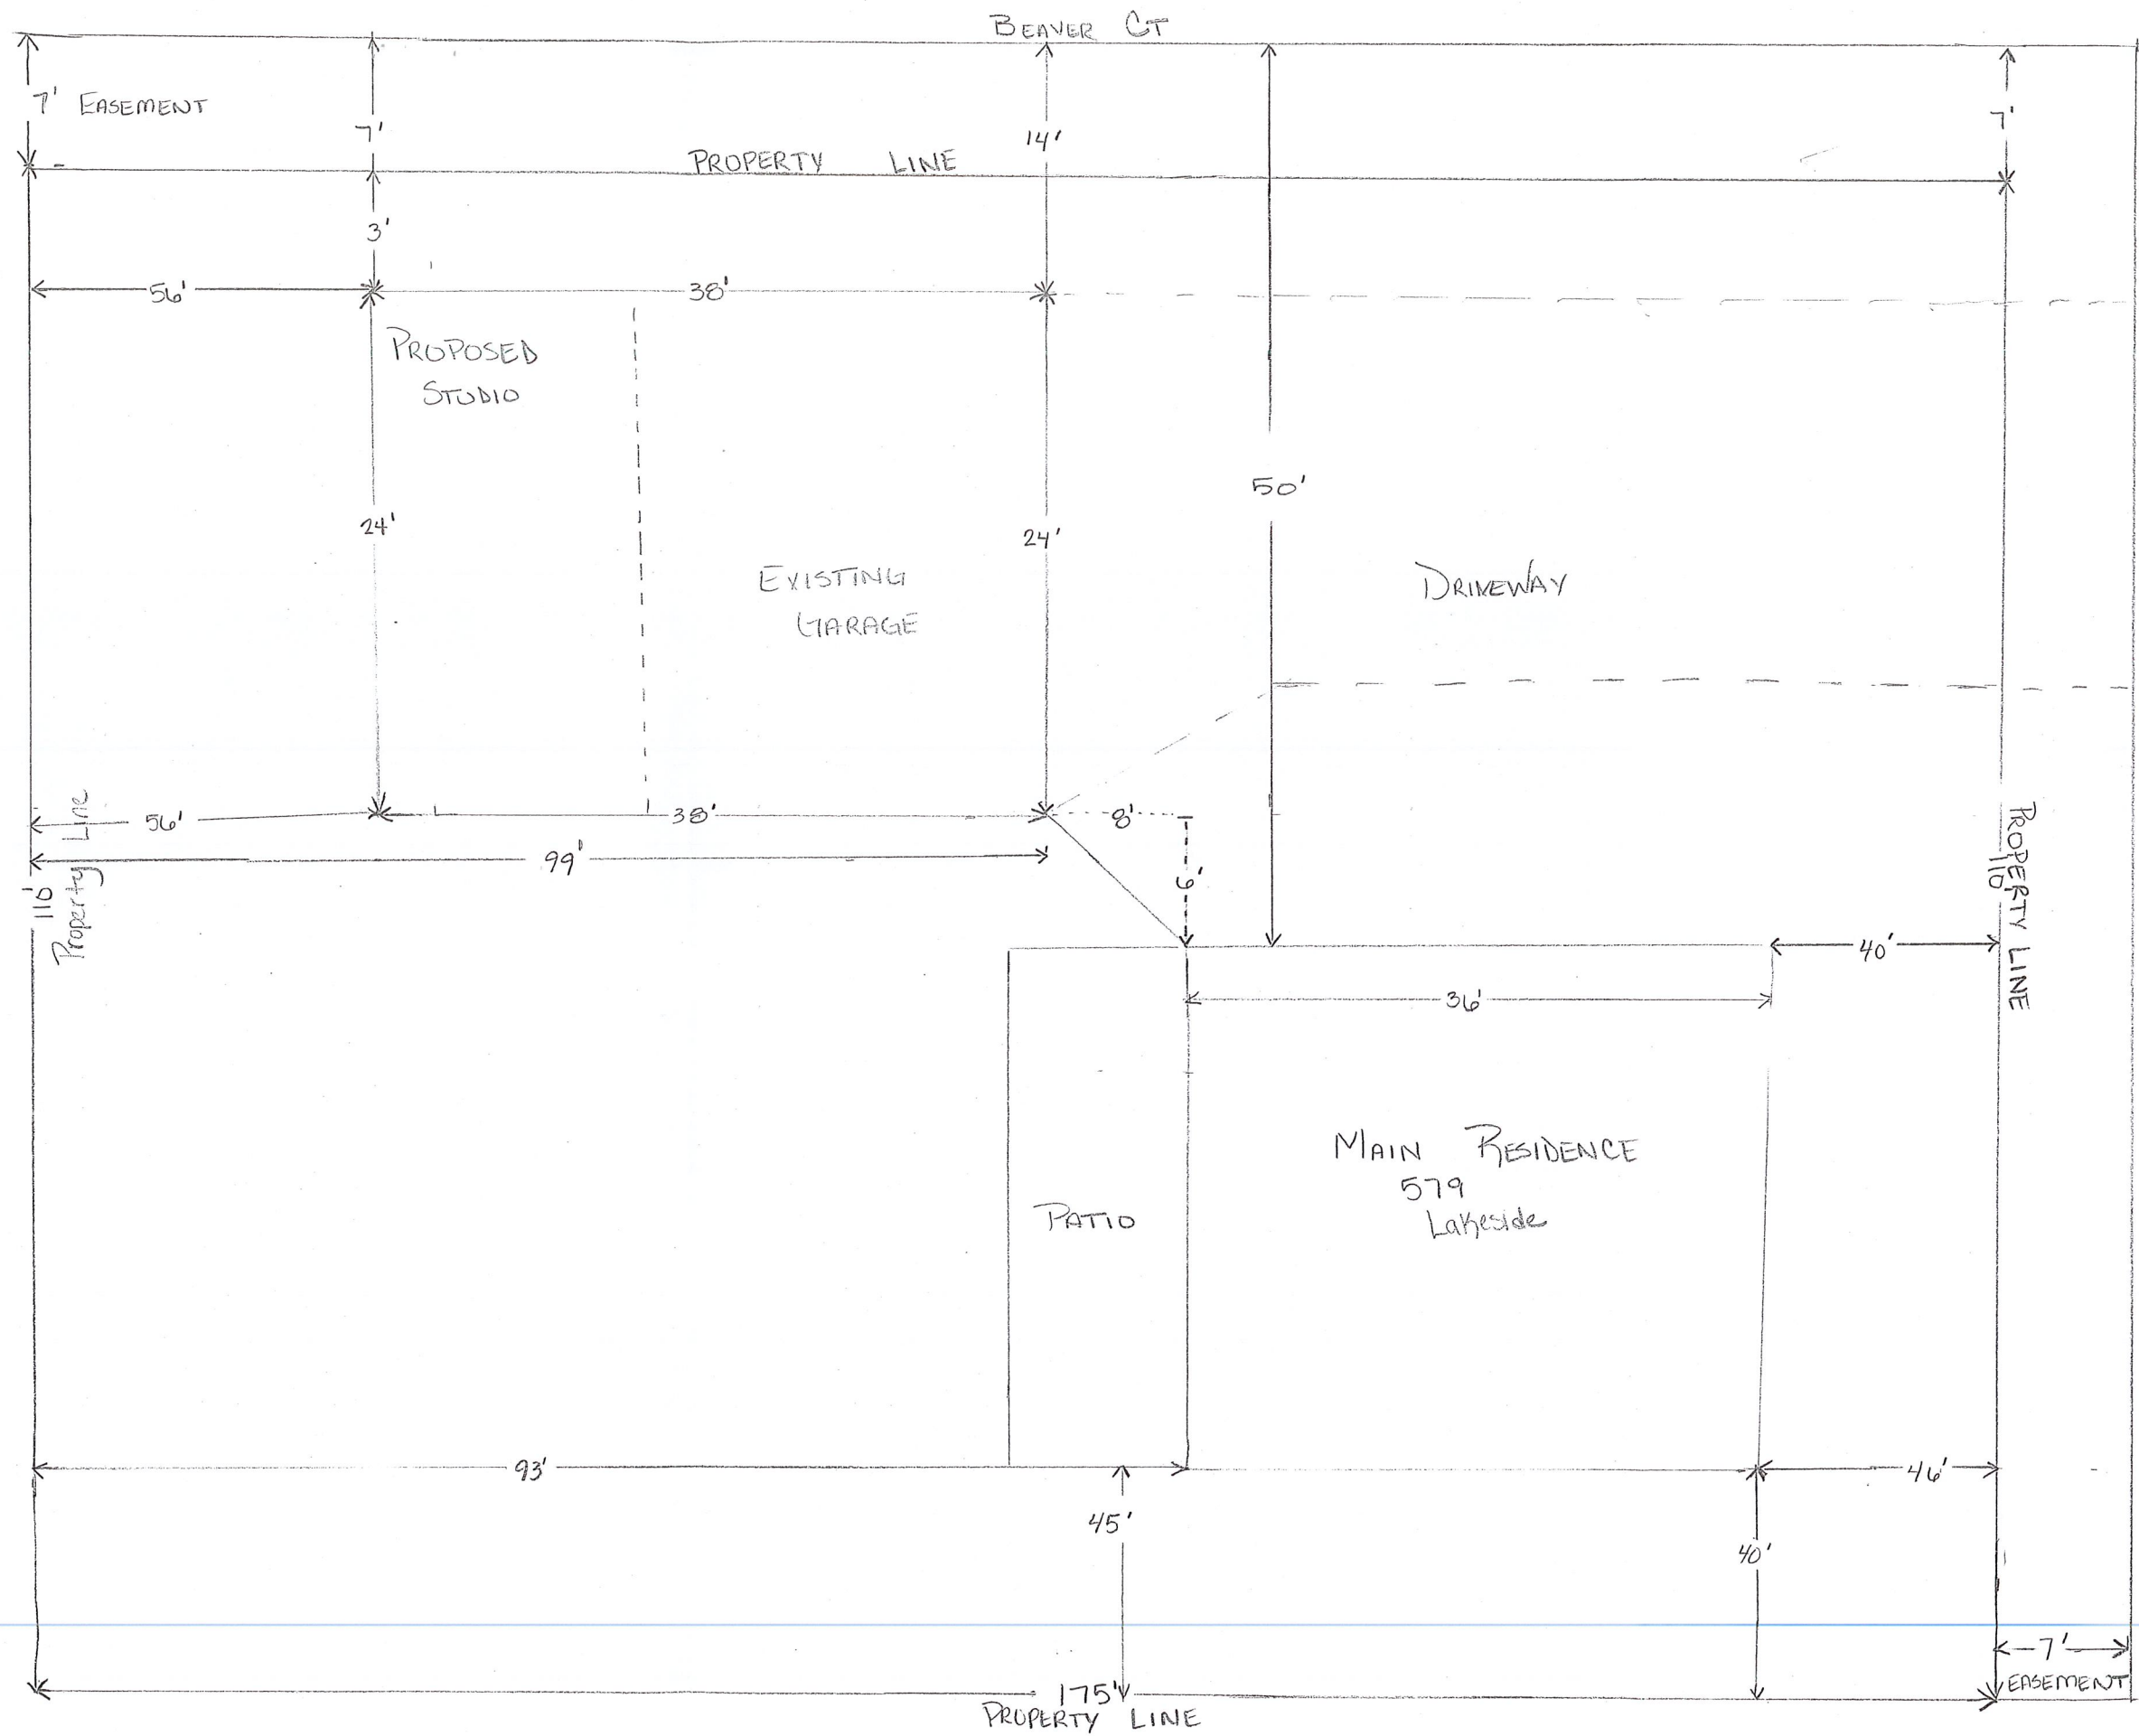 BEAVER CT
7' EASEMENT
7'
14'
7'
PROPERTY LINE
3'
56'
38'
PROPOSED
STUDIO
50'
24'
24'
EXISTING
GARAGE
DRIVEWAY
56'
38'
8'
99'
6'
110'
Property Line
PROPERTY LINE
110'
40'
36'
MAIN RESIDENCE
579
Lakeside
PATIO
93'
46'
45'
40'
7'
EASEMENT
175'
PROPERTY LINE